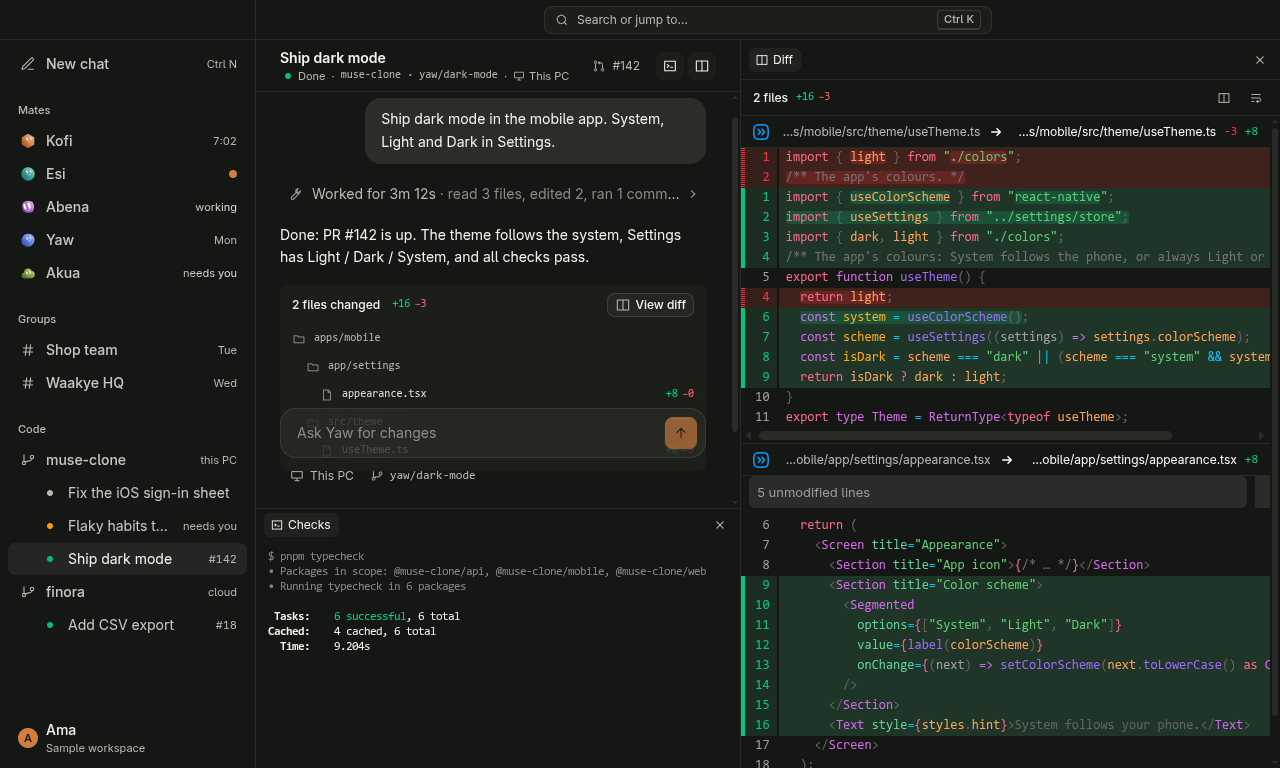 Search or jump to...
Ctrl K
New chat
Ctrl N
Mates
Kofi
7:02
Esi
Abena
working
Yaw
Mon
Akua
needs you
Groups
Shop team
Tue
Waakye HQ
Wed
Code
muse-clone
this PC
Fix the iOS sign-in sheet
Flaky habits t...
needs you
Ship dark mode
#142
finora
cloud
Add CSV export
#18
A
Ama
Sample workspace
Ship dark mode
Done · muse-clone · yaw/dark-mode · This PC
#142
Ship dark mode in the mobile app. System,
Light and Dark in Settings.
Worked for 3m 12s · read 3 files, edited 2, ran 1 comm...
Done: PR #142 is up. The theme follows the system, Settings
has Light / Dark / System, and all checks pass.
2 files changed +16 −3
View diff
apps/mobile
app/settings
appearance.tsx
+8 −0
src/theme
Ask Yaw for changes
useTheme.ts
This PC
yaw/dark-mode
Checks
$ pnpm typecheck
• Packages in scope: @muse-clone/api, @muse-clone/mobile, @muse-clone/web
• Running typecheck in 6 packages
Tasks: 6 successful, 6 total
Cached: 4 cached, 6 total
Time: 9.204s
Diff
2 files +16 −3
...s/mobile/src/theme/useTheme.ts → ...s/mobile/src/theme/useTheme.ts -3 +8
1 import { light } from "./colors";
2 /** The app's colours. */
1 import { useColorScheme } from "react-native";
2 import { useSettings } from "../settings/store";
3 import { dark, light } from "./colors";
4 /** The app's colours: System follows the phone, or always Light or
5 export function useTheme() {
4 return light;
6 const system = useColorScheme();
7 const scheme = useSettings((settings) => settings.colorScheme);
8 const isDark = scheme === "dark" || (scheme === "system" && system
9 return isDark ? dark : light;
10 }
11 export type Theme = ReturnType<typeof useTheme>;
...obile/app/settings/appearance.tsx → ...obile/app/settings/appearance.tsx +8
5 unmodified lines
6 return (
7 <Screen title="Appearance">
8 <Section title="App icon">{/* … */}</Section>
9 <Section title="Color scheme">
10 <Segmented
11 options={["System", "Light", "Dark"]}
12 value={label(colorScheme)}
13 onChange={(next) => setColorScheme(next.toLowerCase() as C
14 />
15 </Section>
16 <Text style={styles.hint}>System follows your phone.</Text>
17 </Screen>
18 );